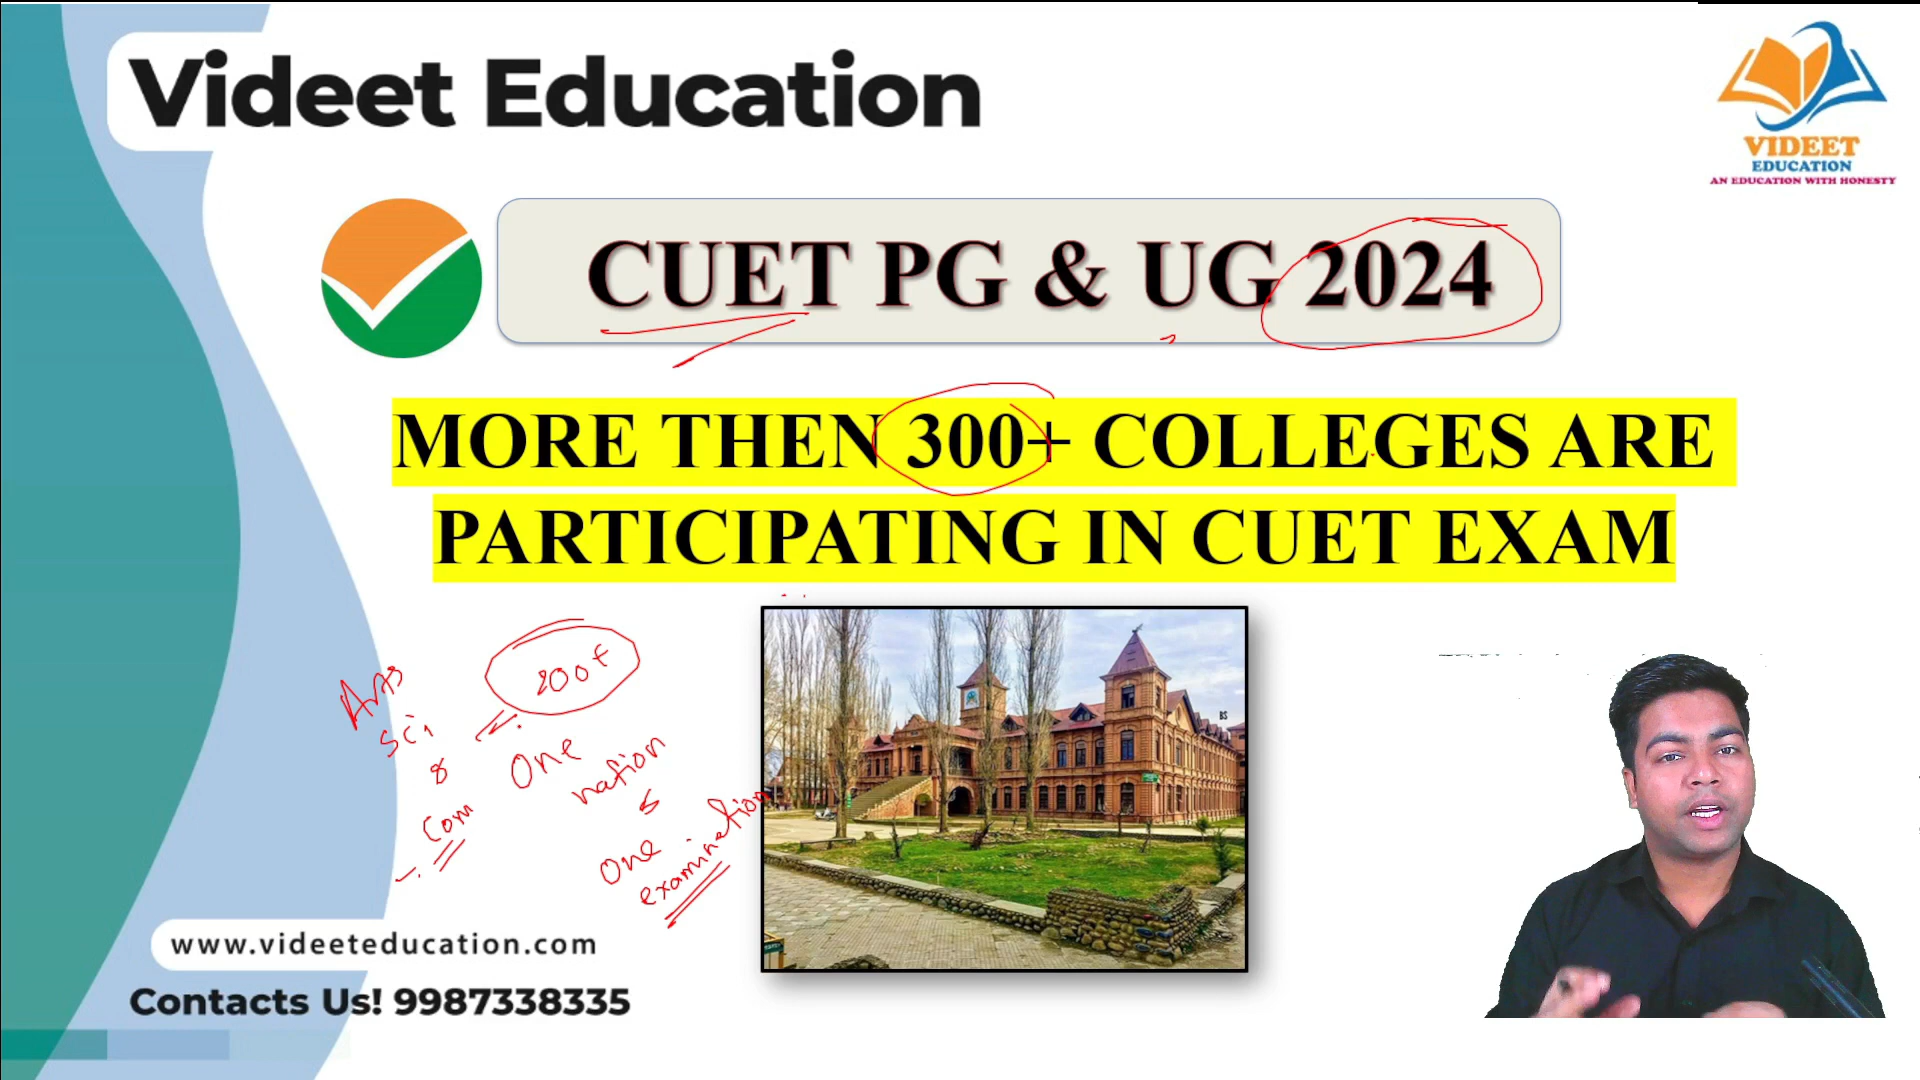 Videet Education
VIDEET
EDUCATION
AN EDUCATION WITH HONESTY
CUET PG & UG 2024
MORE THEN 300+ COLLEGES ARE
PARTICIPATING IN CUET EXAM
Arts
Sci
&
Com
One
nation
&
One
examination
BS
www.videeteducation.com
Contacts Us! 9987338335